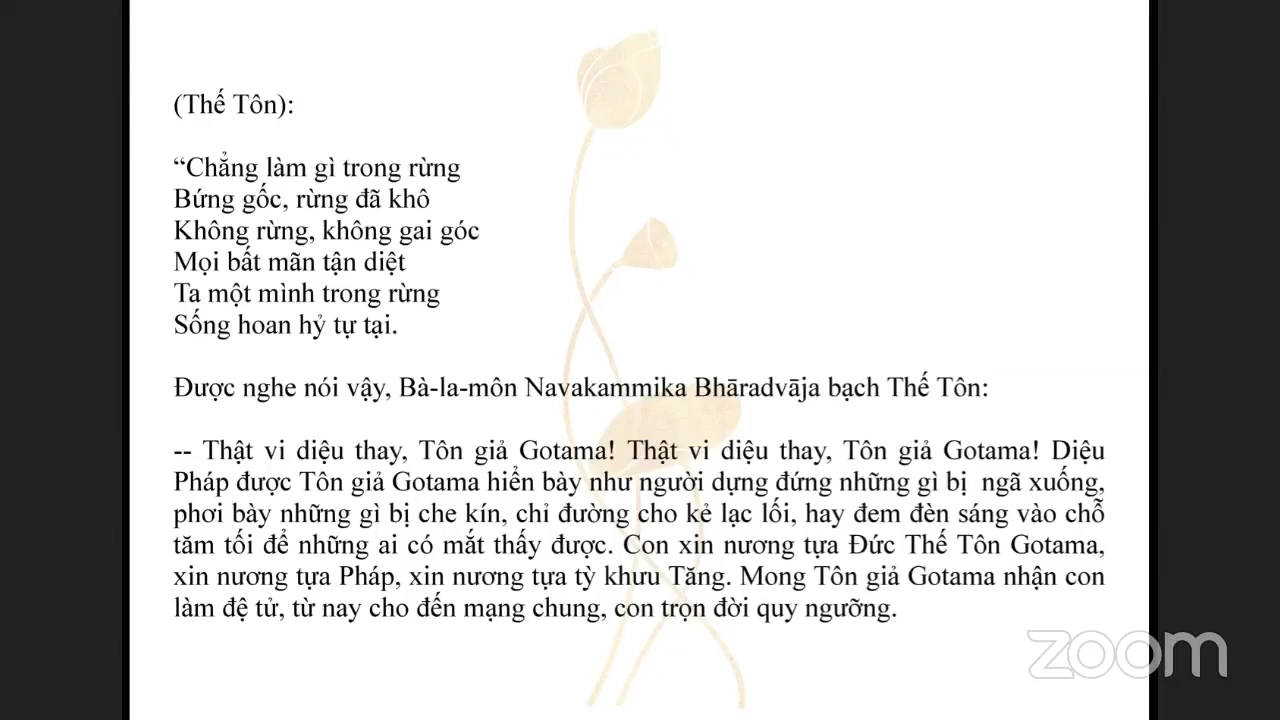 (Thế Tôn):
“Chẳng làm gì trong rừng
Bứng gốc, rừng đã khô
Không rừng, không gai góc
Mọi bất mãn tận diệt
Ta một mình trong rừng
Sống hoan hỷ tự tại.
Được nghe nói vậy, Bà-la-môn Navakammika Bhāradvāja bạch Thế Tôn:
-- Thật vi diệu thay, Tôn giả Gotama! Thật vi diệu thay, Tôn giả Gotama! Diệu
Pháp được Tôn giả Gotama hiển bày như người dựng đứng những gì bị  ngã xuống,
phơi bày những gì bị che kín, chỉ đường cho kẻ lạc lối, hay đem đèn sáng vào chỗ
tăm tối để những ai có mắt thấy được. Con xin nương tựa Đức Thế Tôn Gotama,
xin nương tựa Pháp, xin nương tựa tỳ khưu Tăng. Mong Tôn giả Gotama nhận con
làm đệ tử, từ nay cho đến mạng chung, con trọn đời quy ngưỡng.
zoom